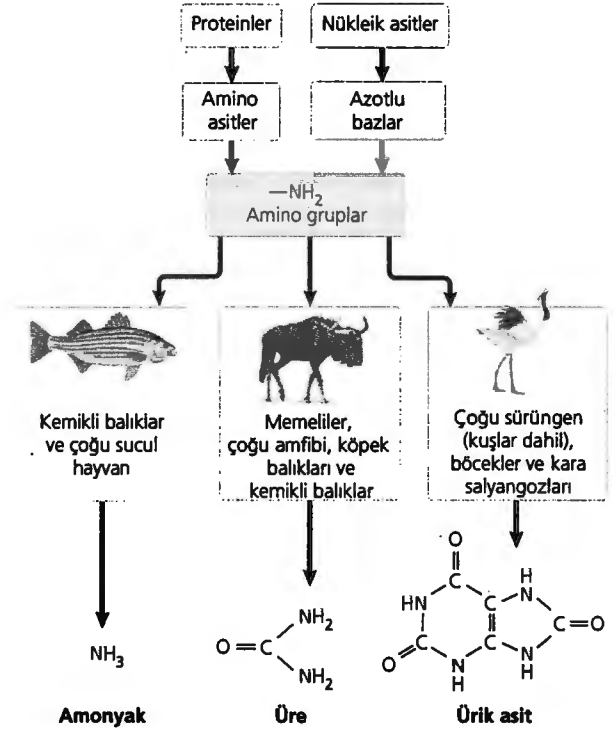 Proteinler
Nükleik asitler
Amino
asitler
Azotlu
bazlar
—NH2
Amino gruplar
Kemikli balıklar
ve çoğu sucul
hayvan
Memeliler,
çoğu amfibi, köpek
balıkları ve
kemikli balıklar
Çoğu sürüngen
(kuşlar dahil),
böcekler ve kara
salyangozları
NH3
Amonyak
O=C
NH2
NH2
Üre
O
C
H
N
HN
C
C=O
C
C
O
N
H
N
H
Ürik asit